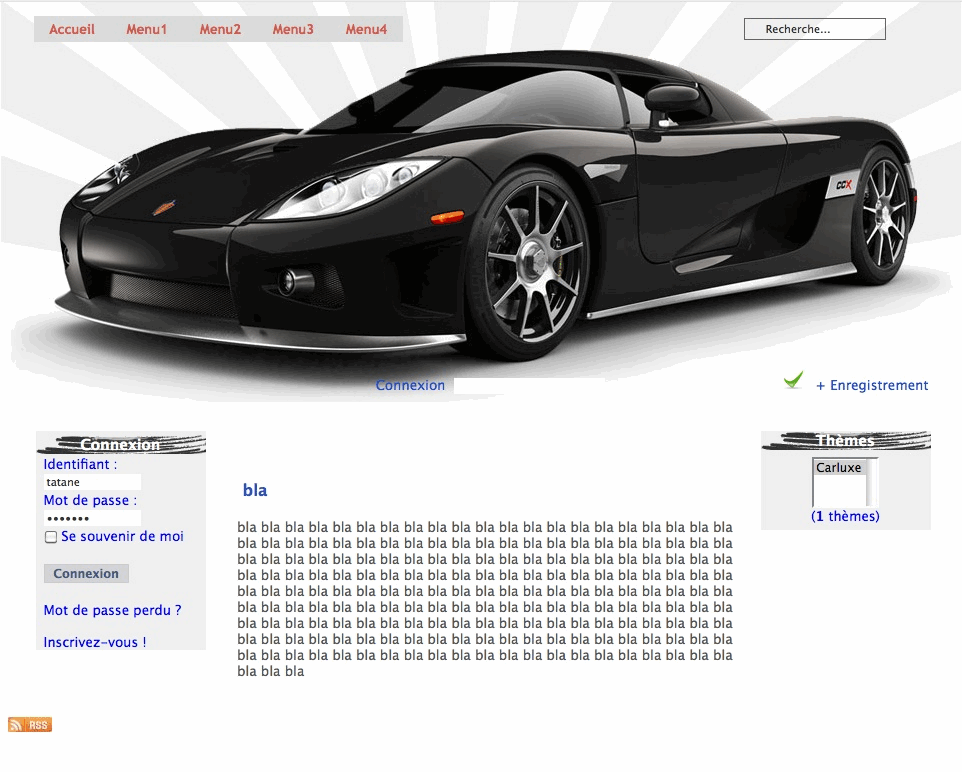 Accueil Menu1 Menu2 Menu3 Menu4
Recherche...
CCX
Connexion
+ Enregistrement
Connexion
Identifiant :
tatane
Mot de passe :
•••••••
Se souvenir de moi
Connexion
Mot de passe perdu ?
Inscrivez-vous !
bla
bla bla bla bla bla bla bla bla bla bla bla bla bla bla bla bla bla bla bla bla bla
bla bla bla bla bla bla bla bla bla bla bla bla bla bla bla bla bla bla bla bla bla
bla bla bla bla bla bla bla bla bla bla bla bla bla bla bla bla bla bla bla bla bla
bla bla bla bla bla bla bla bla bla bla bla bla bla bla bla bla bla bla bla bla bla
bla bla bla bla bla bla bla bla bla bla bla bla bla bla bla bla bla bla bla bla bla
bla bla bla bla bla bla bla bla bla bla bla bla bla bla bla bla bla bla bla bla bla
bla bla bla bla bla bla bla bla bla bla bla bla bla bla bla bla bla bla bla bla bla
bla bla bla bla bla bla bla bla bla bla bla bla bla bla bla bla bla bla bla bla bla
bla bla bla bla bla bla bla bla bla bla bla bla bla bla bla bla bla bla bla bla bla
bla bla bla
Thèmes
Carluxe
(1 thèmes)
RSS